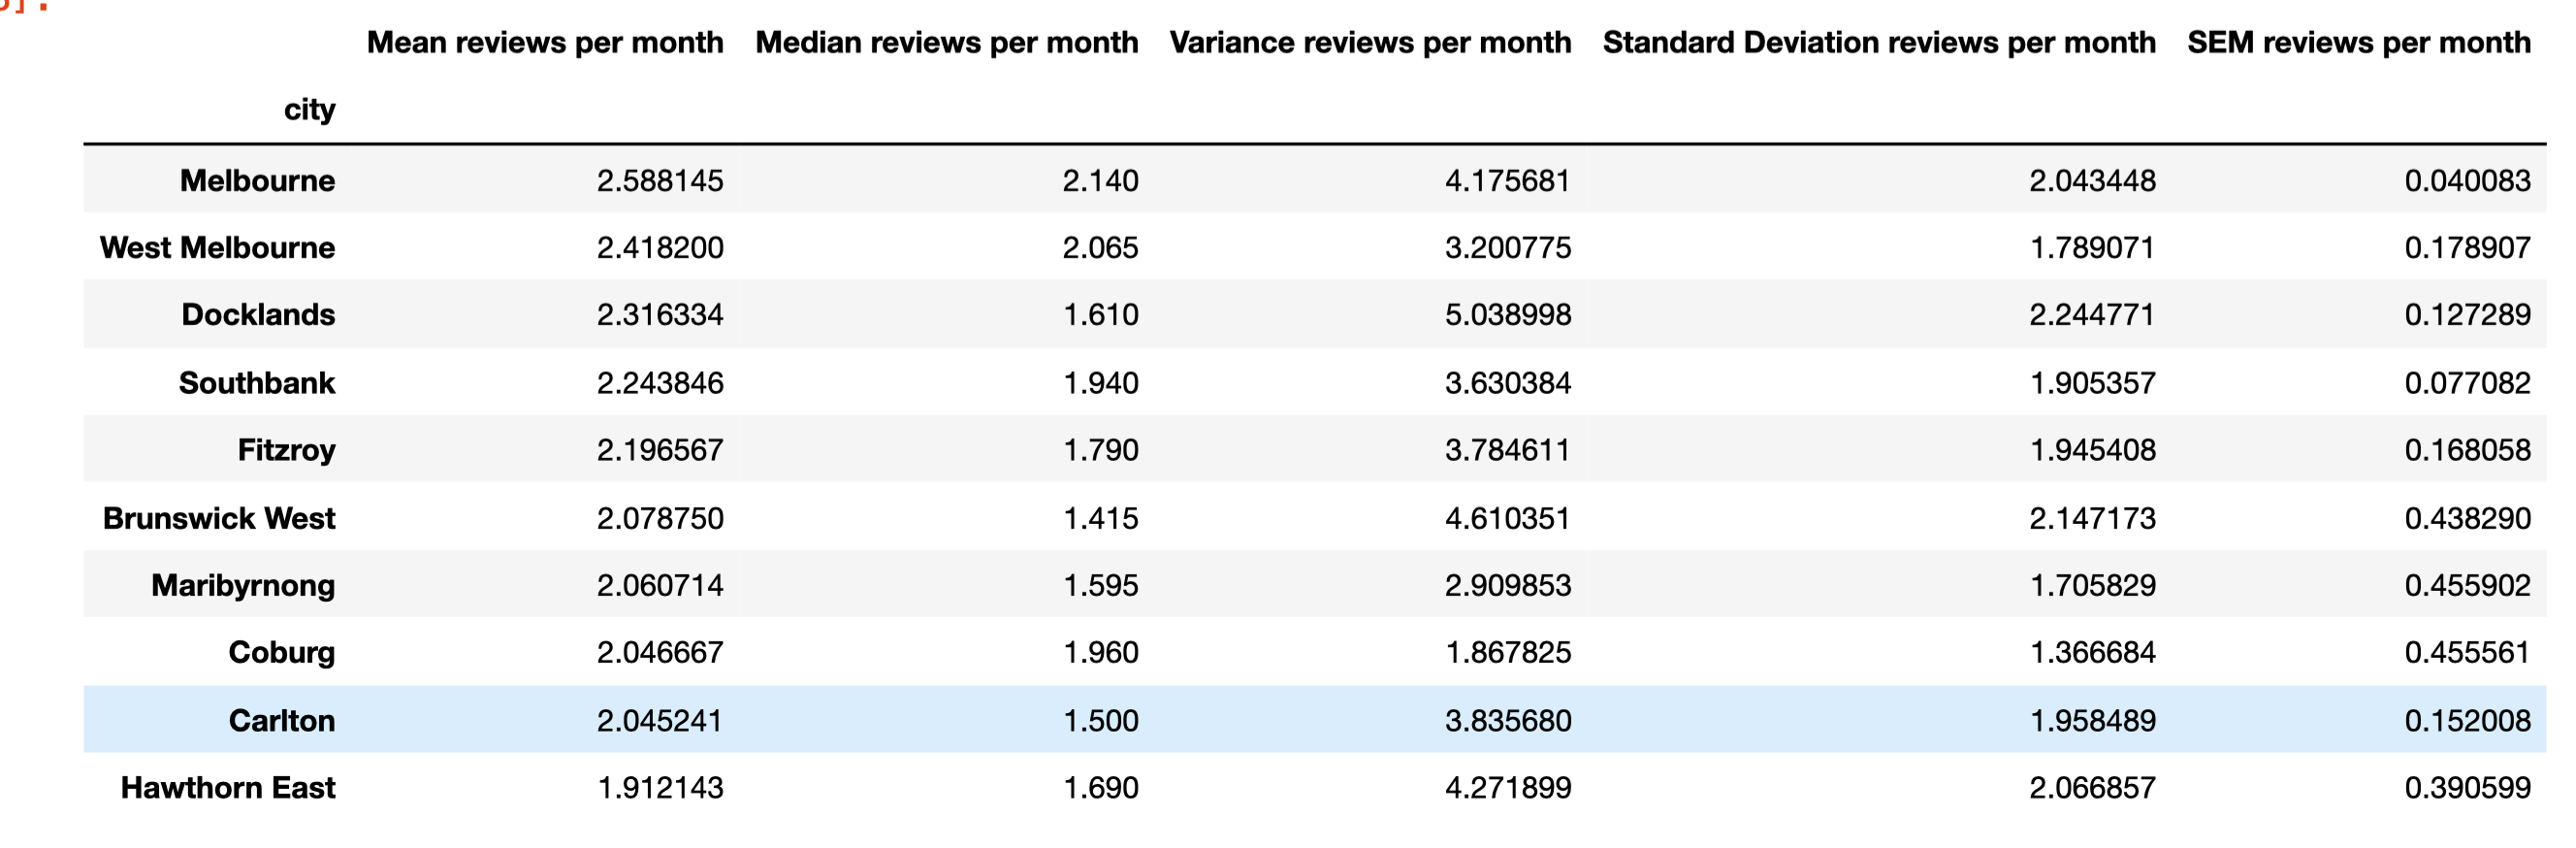 Mean reviews per month Median reviews per month Variance reviews per month Standard Deviation reviews per month SEM reviews per month
city
Melbourne 2.588145 2.140 4.175681 2.043448 0.040083
West Melbourne 2.418200 2.065 3.200775 1.789071 0.178907
Docklands 2.316334 1.610 5.038998 2.244771 0.127289
Southbank 2.243846 1.940 3.630384 1.905357 0.077082
Fitzroy 2.196567 1.790 3.784611 1.945408 0.168058
Brunswick West 2.078750 1.415 4.610351 2.147173 0.438290
Maribyrnong 2.060714 1.595 2.909853 1.705829 0.455902
Coburg 2.046667 1.960 1.867825 1.366684 0.455561
Carlton 2.045241 1.500 3.835680 1.958489 0.152008
Hawthorn East 1.912143 1.690 4.271899 2.066857 0.390599